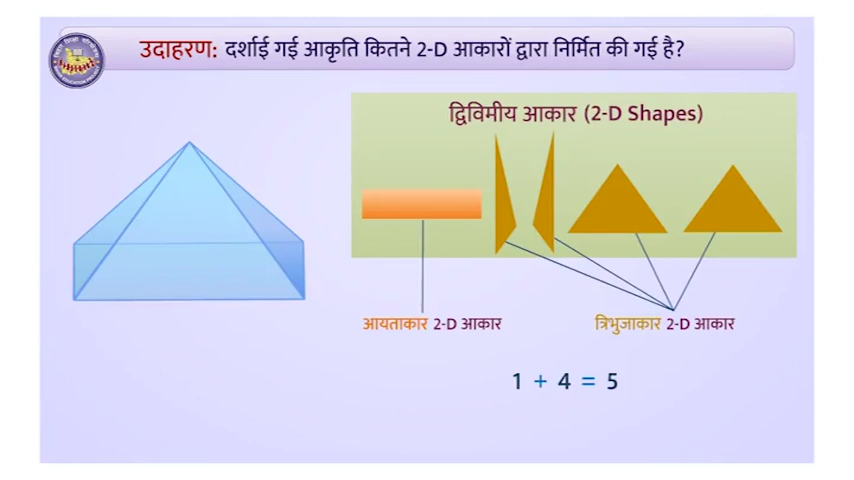 उदाहरण: दर्शाई गई आकृति कितने 2-D आकारों द्वारा निर्मित की गई है?
द्विविमीय आकार (2-D Shapes)
आयताकार 2-D आकार
त्रिभुजाकार 2-D आकार
1 + 4 = 5